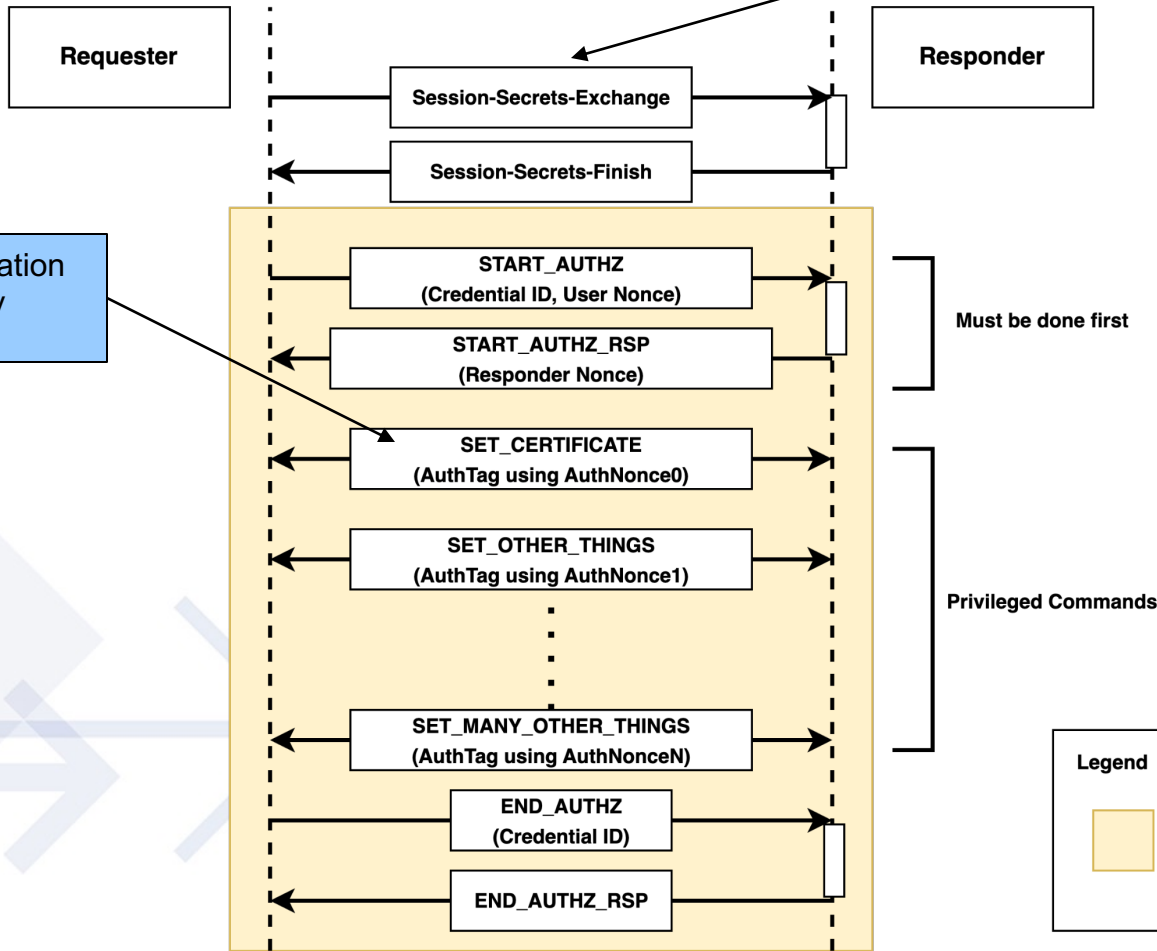 Requester
Responder
Session-Secrets-Exchange
Session-Secrets-Finish
START_AUTHZ
(Credential ID, User Nonce)
START_AUTHZ_RSP
(Responder Nonce)
Must be done first
SET_CERTIFICATE
(AuthTag using AuthNonce0)
SET_OTHER_THINGS
(AuthTag using AuthNonce1)
Privileged Commands
SET_MANY_OTHER_THINGS
(AuthTag using AuthNonceN)
END_AUTHZ
(Credential ID)
END_AUTHZ_RSP
Legend